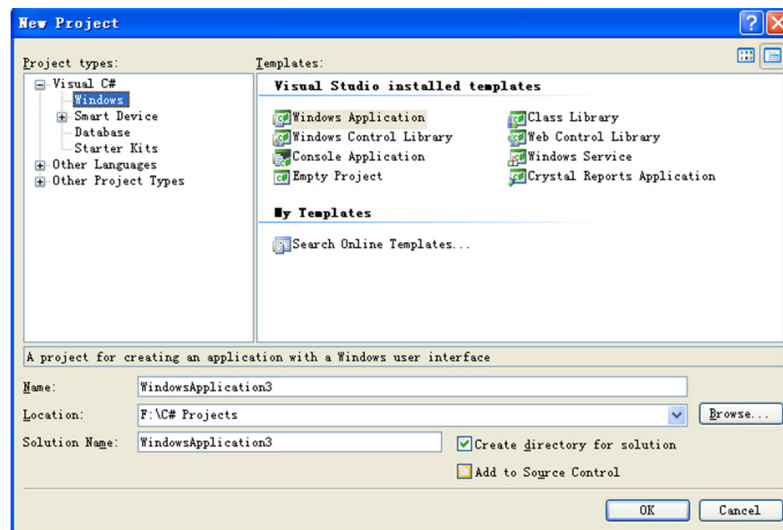 New Project
Project types:
Templates:
Visual C#
Windows
Smart Device
Database
Starter Kits
Other Languages
Other Project Types
Visual Studio installed templates
Windows Application
Class Library
Windows Control Library
Web Control Library
Console Application
Windows Service
Empty Project
Crystal Reports Application
My Templates
Search Online Templates...
A project for creating an application with a Windows user interface
Name:
WindowsApplication3
Location:
F:\C# Projects
Browse...
Solution Name:
WindowsApplication3
Create directory for solution
Add to Source Control
OK
Cancel